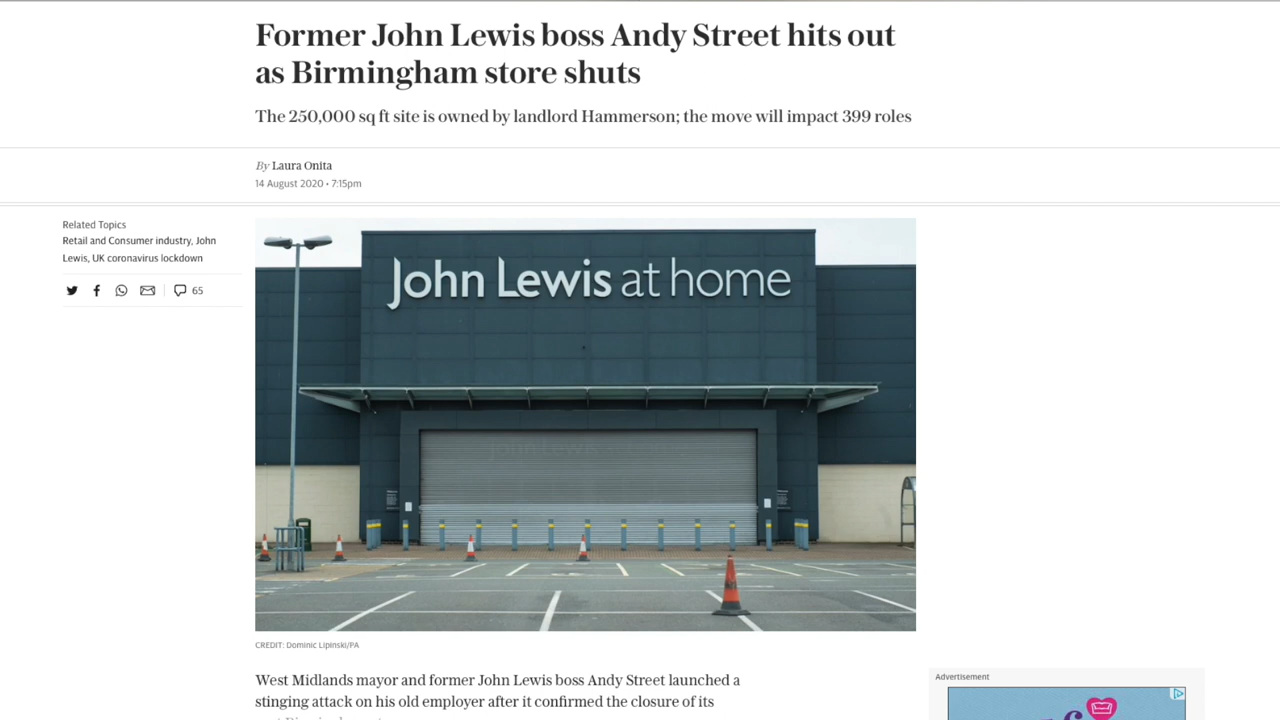 Former John Lewis boss Andy Street hits out
as Birmingham store shuts
The 250,000 sq ft site is owned by landlord Hammerson; the move will impact 399 roles
By Laura Onita
14 August 2020 • 7:15pm
Related Topics
Retail and Consumer industry, John
Lewis, UK coronavirus lockdown
65
John Lewis at home
CREDIT: Dominic Lipinski/PA
West Midlands mayor and former John Lewis boss Andy Street launched a
stinging attack on his old employer after it confirmed the closure of its
Advertisement